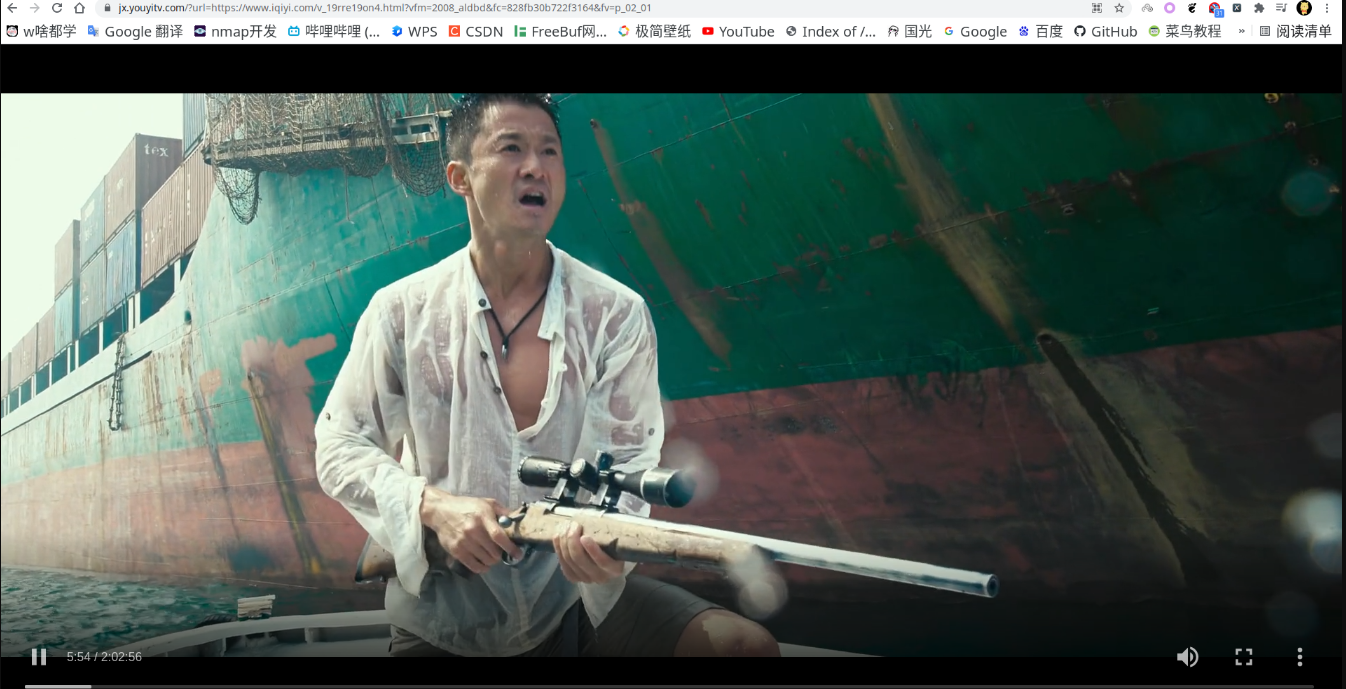 jx.youyitv.com/?url=https://www.iqiyi.com/v_19rre19on4.html?vfm=2008_aldbd&fc=828fb30b722f3164&fv=p_02_01
w啥都学 Google 翻译 nmap开发 哔哩哔哩 (... WPS CSDN FreeBuf网... 极简壁纸 YouTube Index of /... 国光 Google 百度 GitHub 菜鸟教程 » 阅读清单
tex
5:54 / 2:02:56